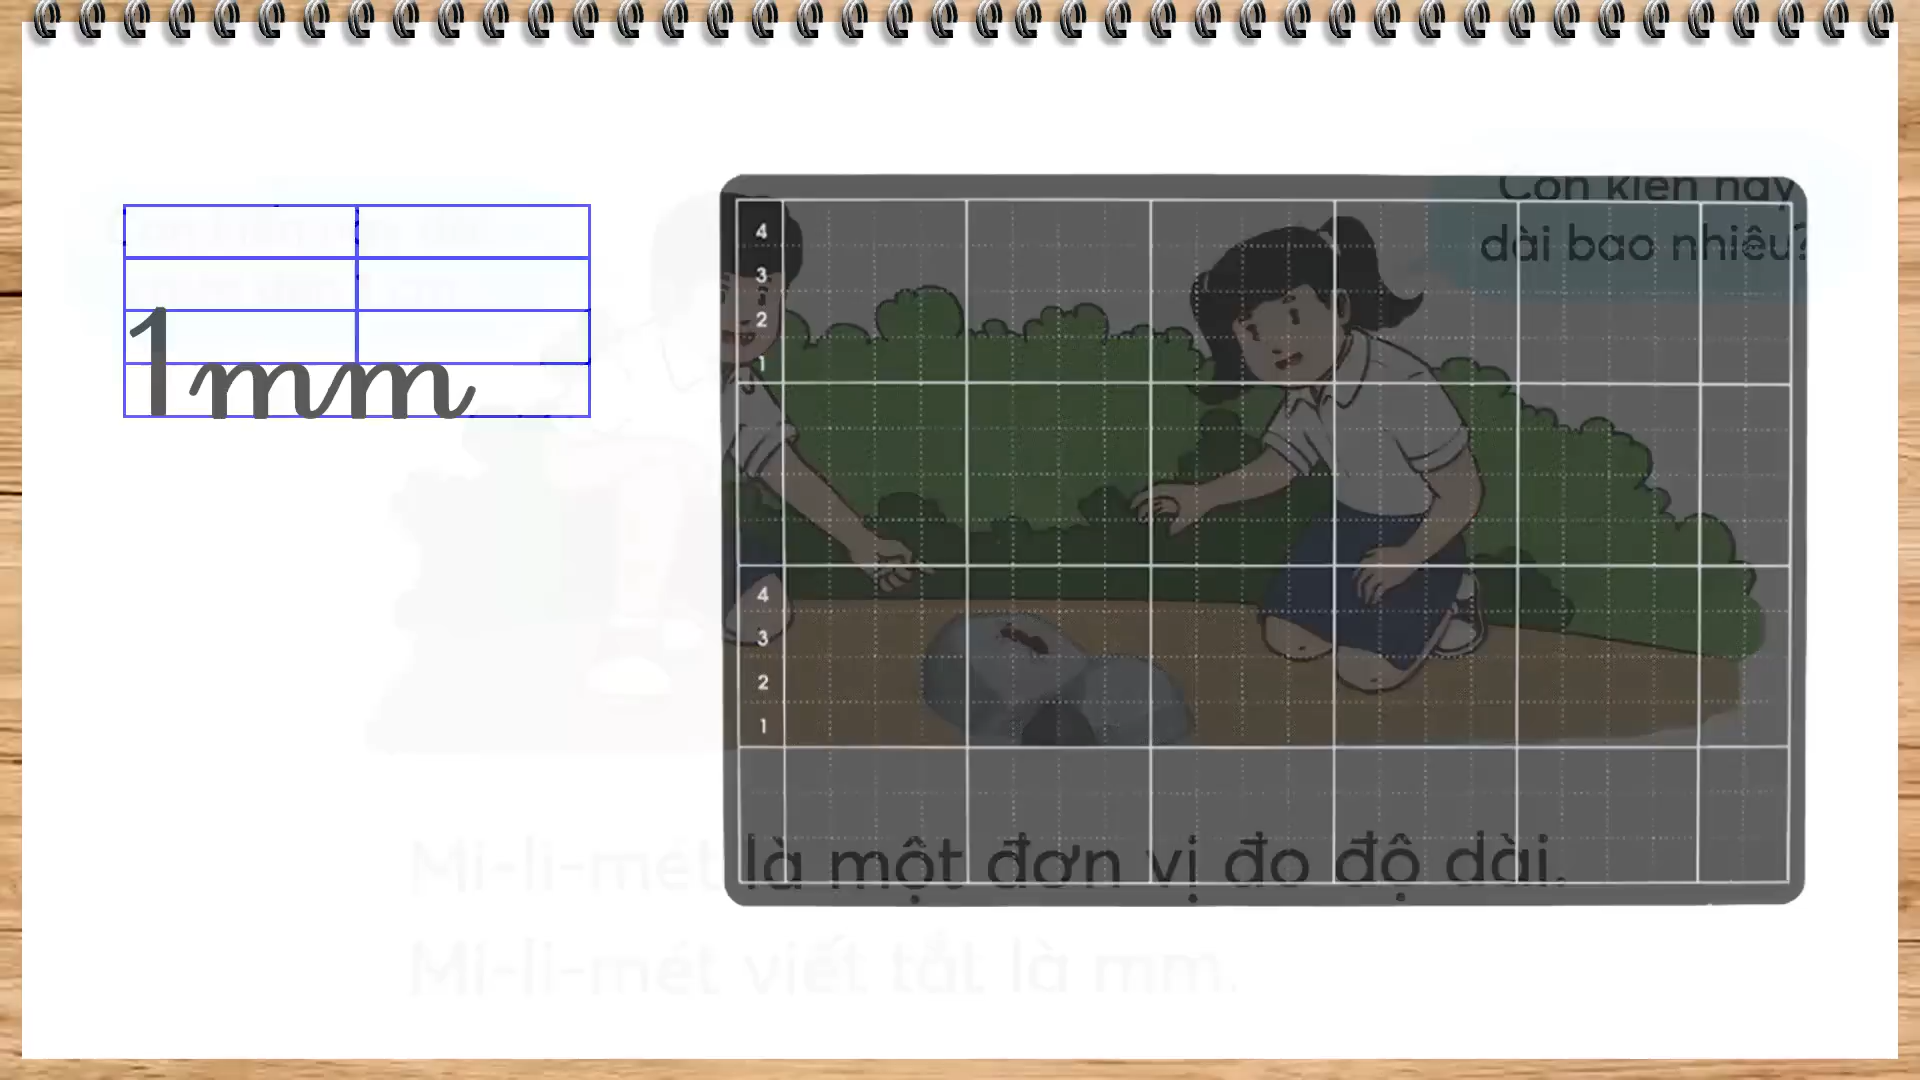 Con kiến này
dài bao nhiêu?
1mm
4
3
2
1
4
3
2
1
Mi-li-mét là một đơn vị đo độ dài.
Mi-li-mét viết tắt là mm.